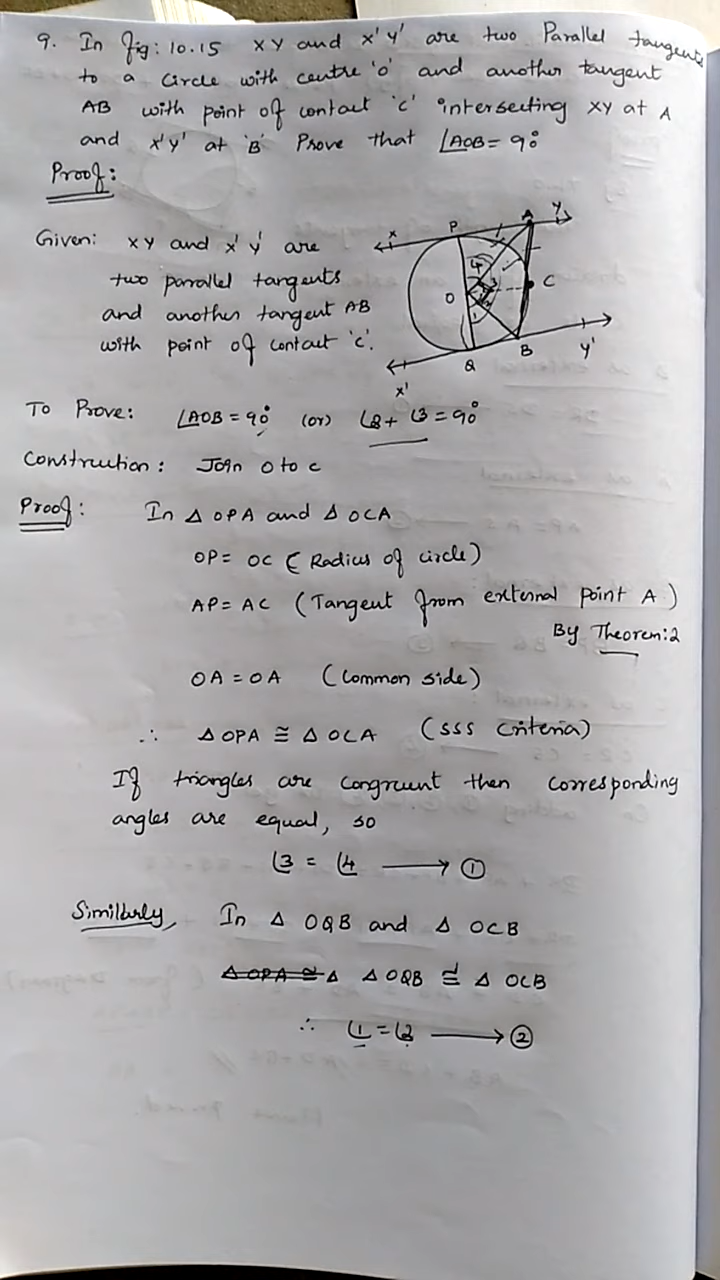 9. In fig: 10.15 XY and X'Y' are two Parallel tangents
to a circle with centre 'O' and another tangent
AB with point of contact 'C' intersecting XY at A
and X'Y' at 'B' Prove that ∠AOB = 90°
Proof:
Given: XY and X'Y' are
two parallel tangents
and another tangent AB
with point of contact 'C'.
X P A Y
4
3
O C
2
1
Q B Y'
X'
To Prove: ∠AOB = 90° (or) ∠2 + ∠3 = 90°
Construction: Join O to C
Proof: In △ OPA and △ OCA
OP = OC ( Radius of circle)
AP = AC (Tangent from external point A)
By Theorem:2
OA = OA (Common side)
∴ △ OPA ≅ △ OCA (SSS Criteria)
If triangles are congruent then corresponding
angles are equal, so
∠3 = ∠4 → ①
Similarly, In △ OQB and △ OCB
△ OPA ≅ △ △ OQB ≅ △ OCB
∴ ∠1 = ∠2 → ②